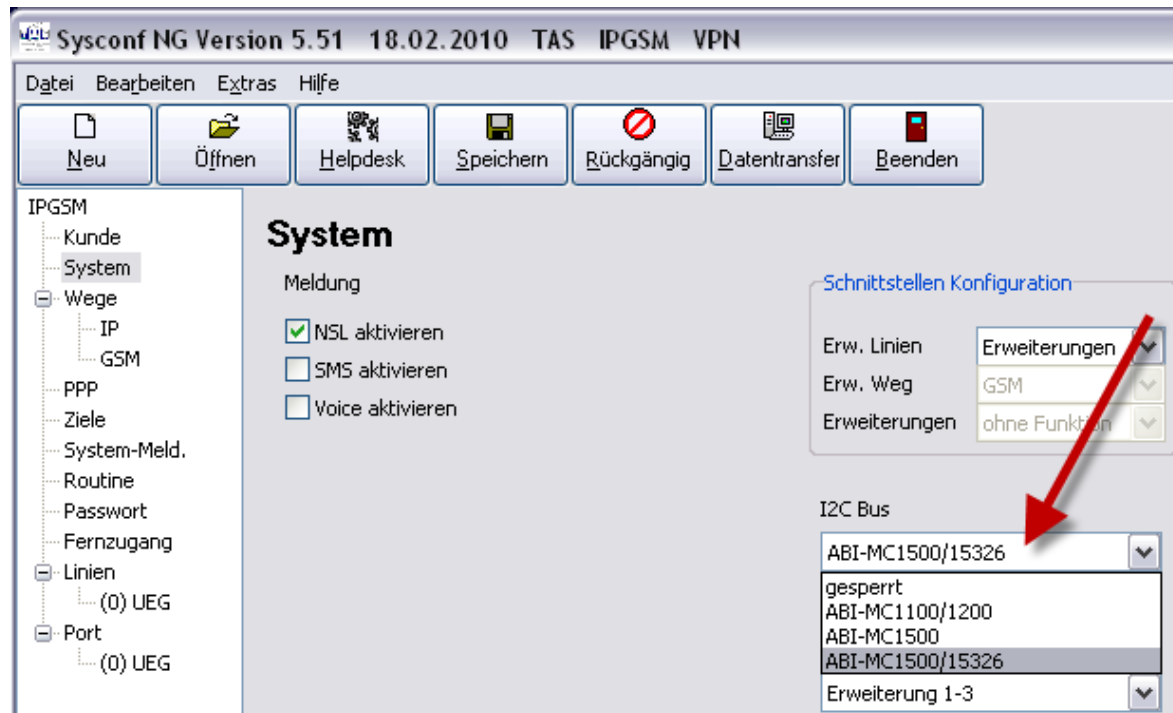 Sysconf NG Version 5.51 18.02.2010 TAS IPGSM VPN
Datei Bearbeiten Extras Hilfe
Neu Öffnen Helpdesk Speichern Rückgängig Datentransfer Beenden
IPGSM
Kunde
System
Wege
IP
GSM
PPP
Ziele
System-Meld.
Routine
Passwort
Fernzugang
Linien
(0) UEG
Port
(0) UEG
System
Meldung
NSL aktivieren
SMS aktivieren
Voice aktivieren
Schnittstellen Konfiguration
Erw. Linien Erweiterungen
Erw. Weg GSM
Erweiterungen ohne Funktion
I2C Bus
ABI-MC1500/15326
gesperrt
ABI-MC1100/1200
ABI-MC1500
ABI-MC1500/15326
Erweiterung 1-3